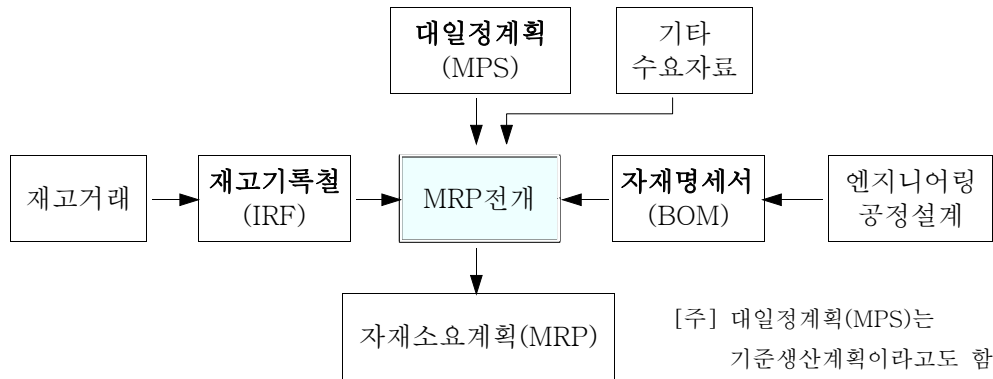 대일정계획
(MPS)
기타
수요자료
재고거래
재고기록철
(IRF)
MRP전개
자재명세서
(BOM)
엔지니어링
공정설계
자재소요계획(MRP)
[주] 대일정계획(MPS)는
기준생산계획이라고도 함